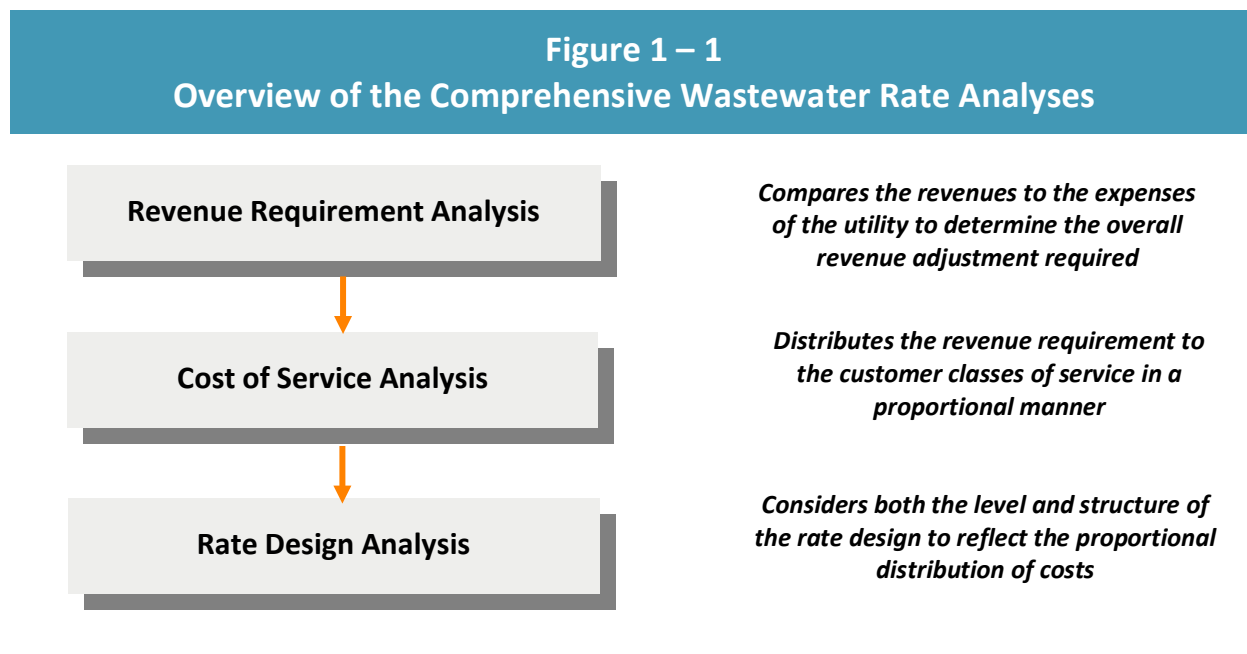 Figure 1 – 1
Overview of the Comprehensive Wastewater Rate Analyses
Revenue Requirement Analysis
Compares the revenues to the expenses
of the utility to determine the overall
revenue adjustment required
Cost of Service Analysis
Distributes the revenue requirement to
the customer classes of service in a
proportional manner
Rate Design Analysis
Considers both the level and structure of
the rate design to reflect the proportional
distribution of costs